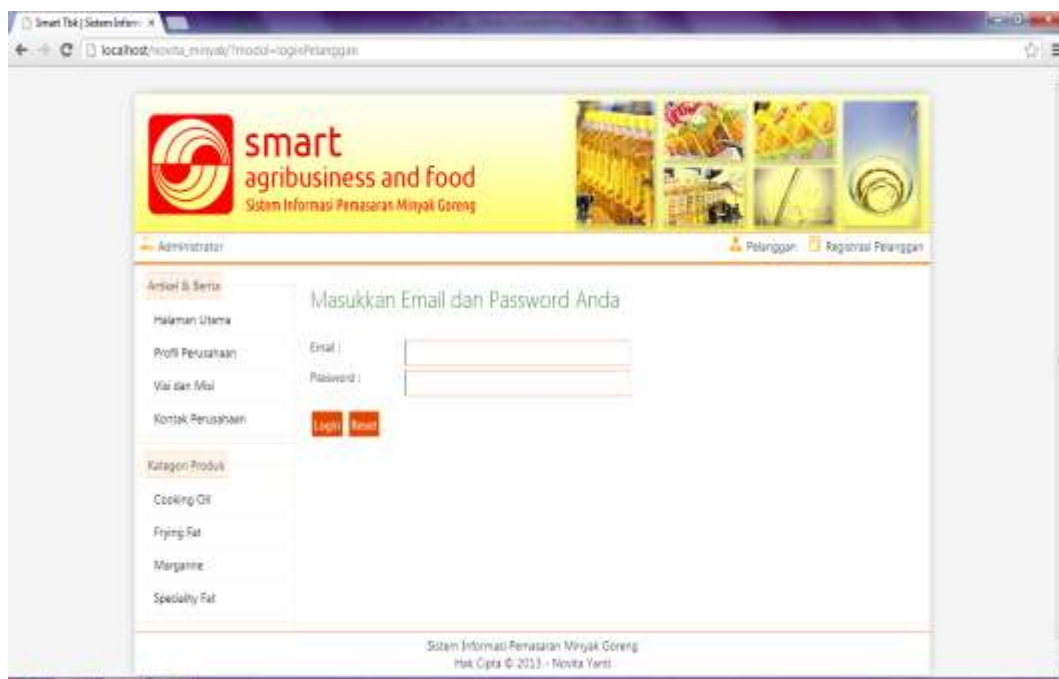 Smart Tbk | Sistem Inform
localhost/novita_minyak/?modul=loginPelanggan
smart
agribusiness and food
Sistem Informasi Pemasaran Minyak Goreng
Administrator
Pelanggan
Registrasi Pelanggan
Artikel & Berita
Halaman Utama
Profil Perusahaan
Visi dan Misi
Kontak Perusahaan
Kategori Produk
Cooking Oil
Frying Fat
Margarine
Speciality Fat
Masukkan Email dan Password Anda
Email :
Password :
Login Reset
Sistem Informasi Pemasaran Minyak Goreng
Hak Cipta © 2013 - Novita Yanti